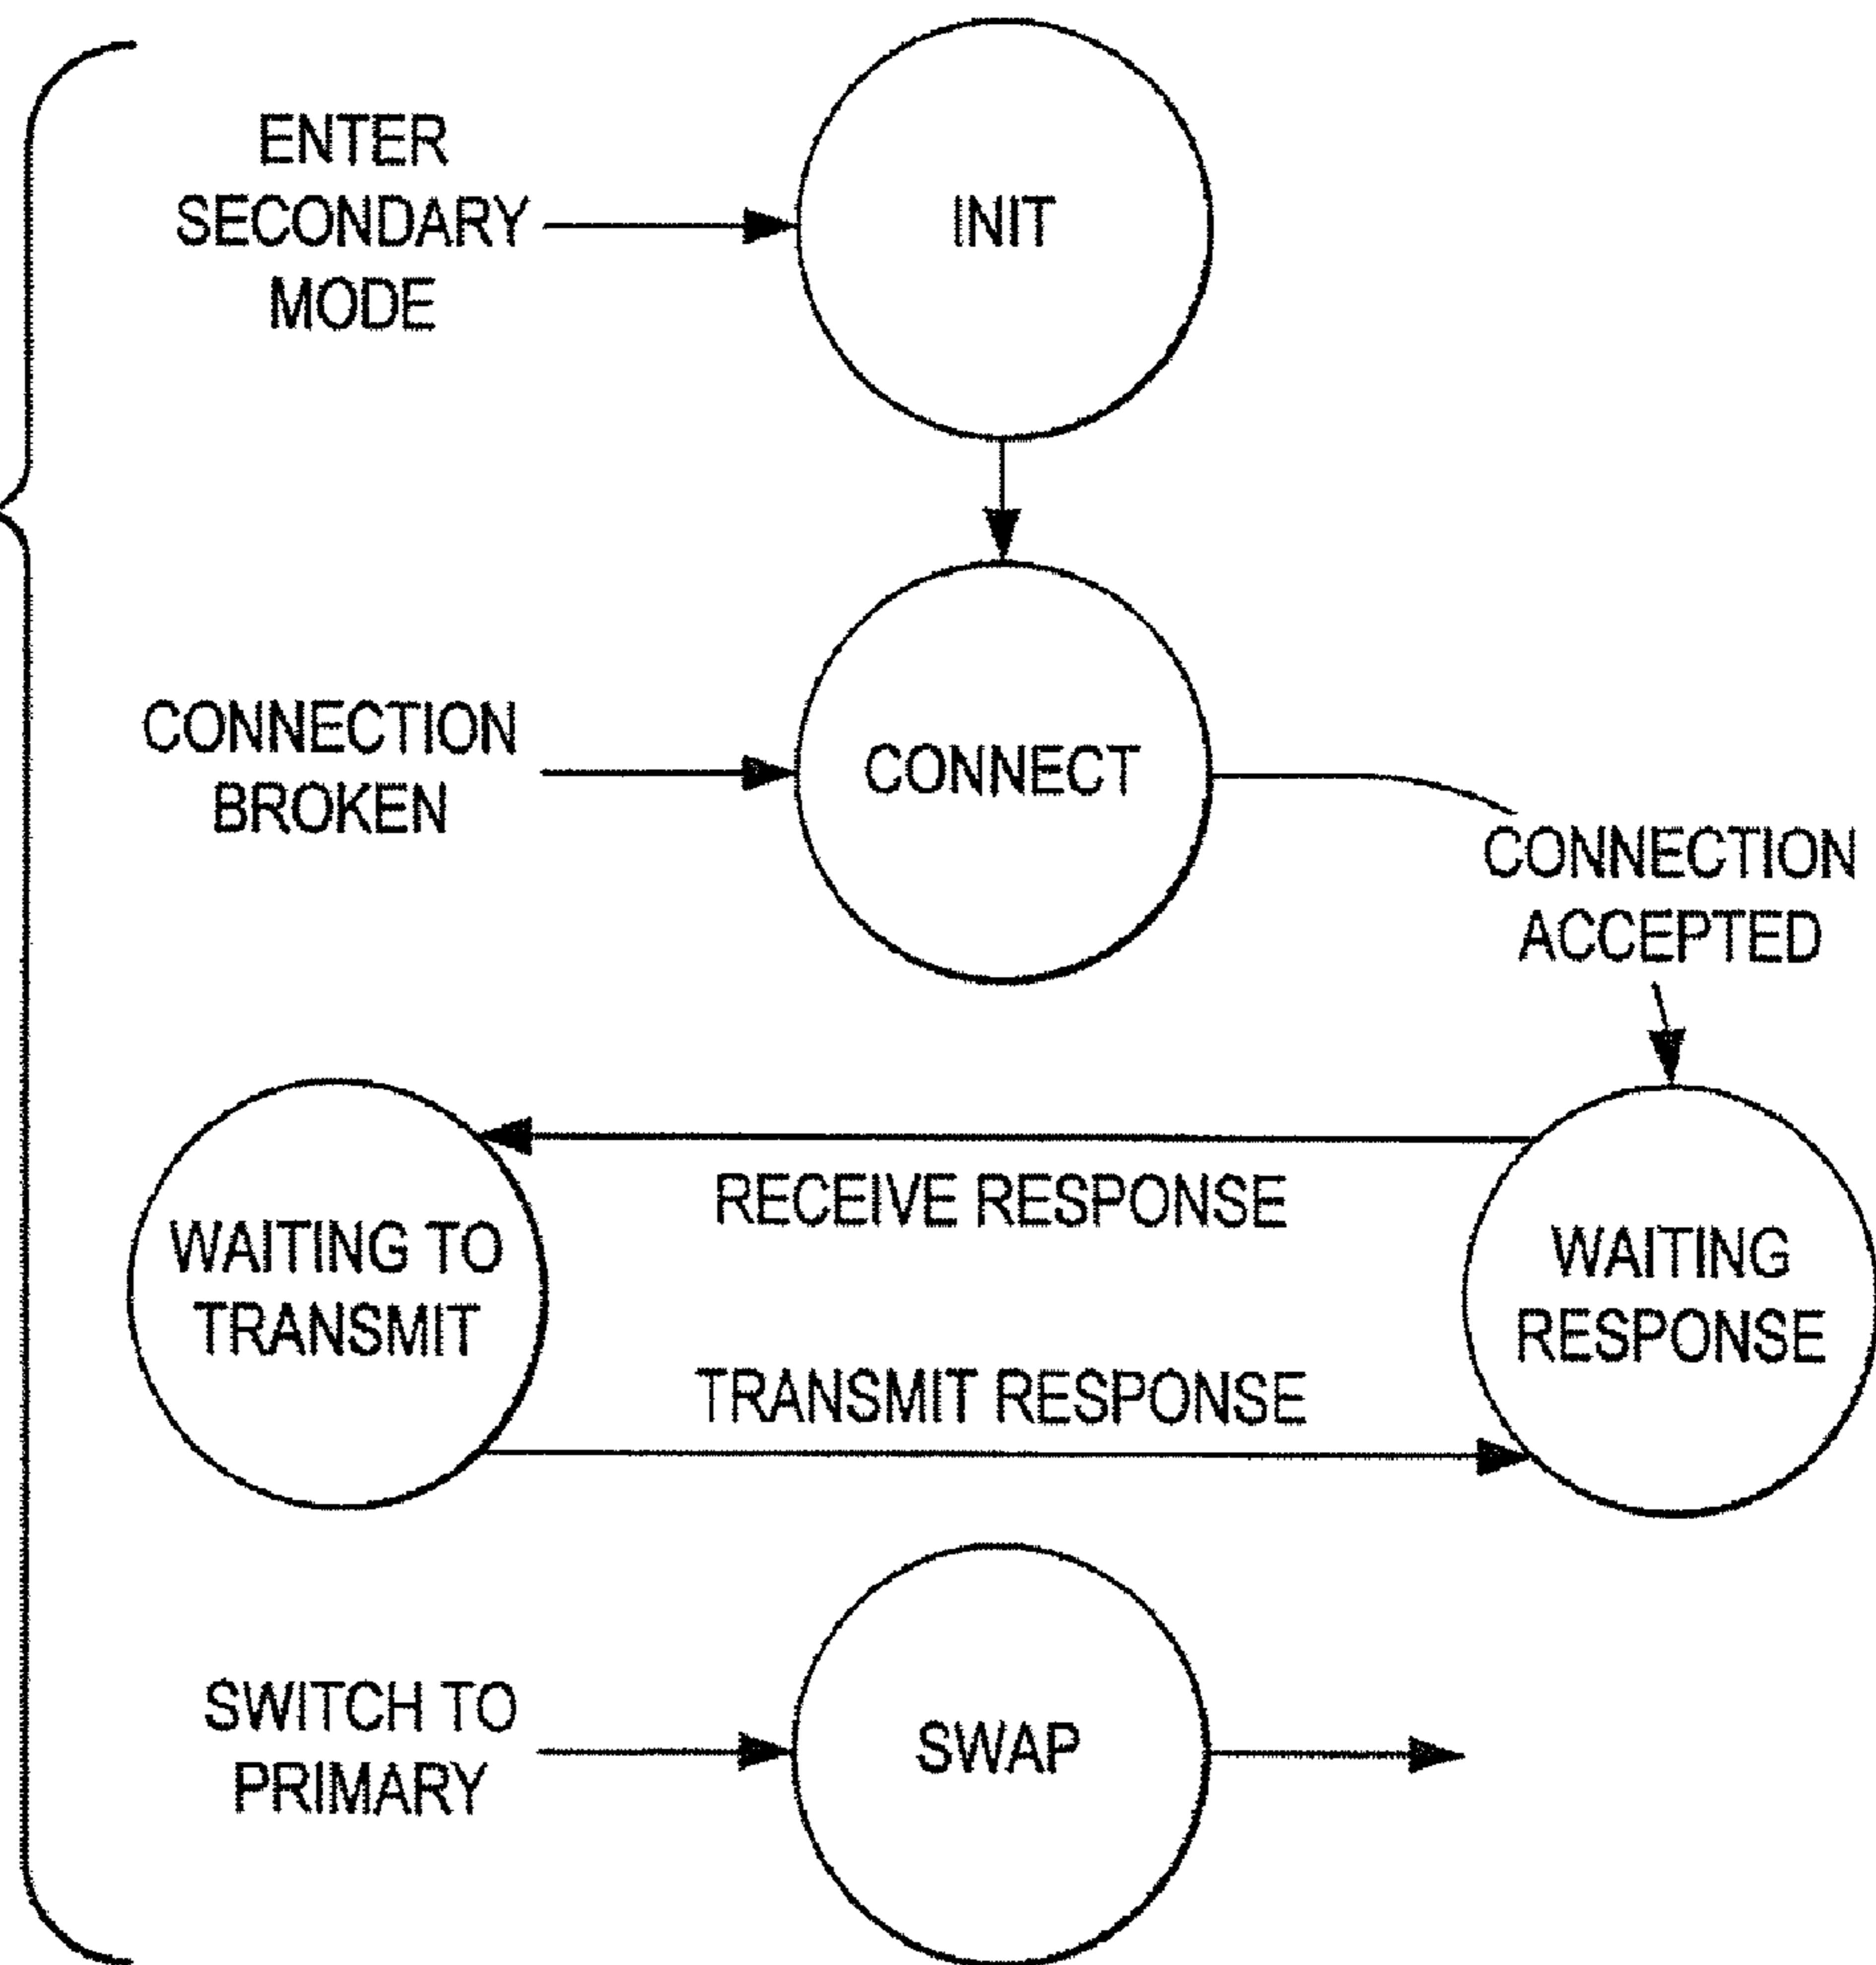 ENTER
SECONDARY
MODE
INIT
CONNECTION
BROKEN
CONNECT
CONNECTION
ACCEPTED
RECEIVE RESPONSE
WAITING TO
TRANSMIT
WAITING
RESPONSE
TRANSMIT RESPONSE
SWITCH TO
PRIMARY
SWAP